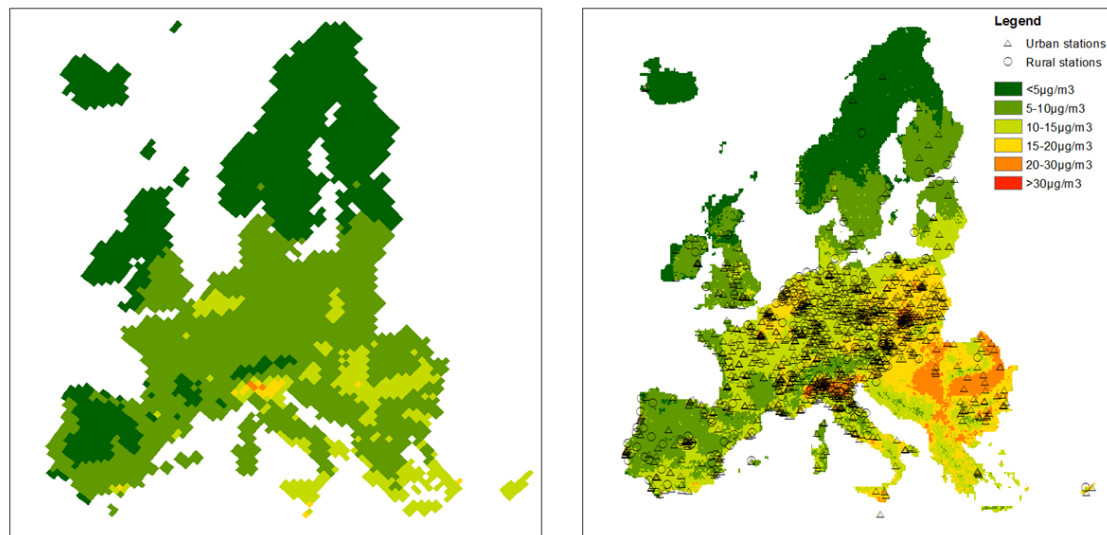 Legend
Urban stations
Rural stations
<5µg/m3
5-10µg/m3
10-15µg/m3
15-20µg/m3
20-30µg/m3
>30µg/m3